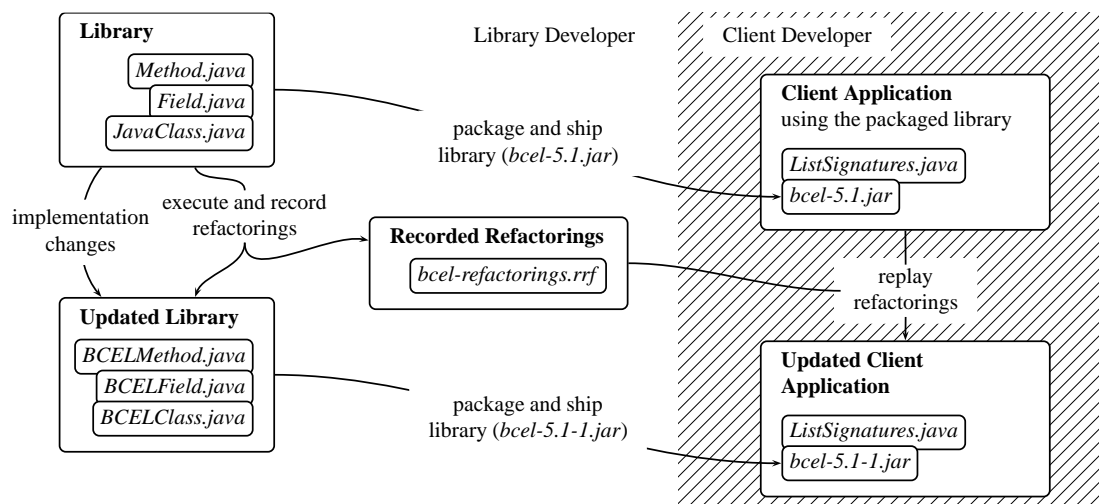 Library
Method.java
Field.java
JavaClass.java
Library Developer
Client Developer
package and ship
library (bcel-5.1.jar)
Client Application
using the packaged library
ListSignatures.java
bcel-5.1.jar
implementation
changes
execute and record
refactorings
Recorded Refactorings
bcel-refactorings.rrf
replay
refactorings
Updated Library
BCELMethod.java
BCELField.java
BCELClass.java
package and ship
library (bcel-5.1-1.jar)
Updated Client
Application
ListSignatures.java
bcel-5.1-1.jar